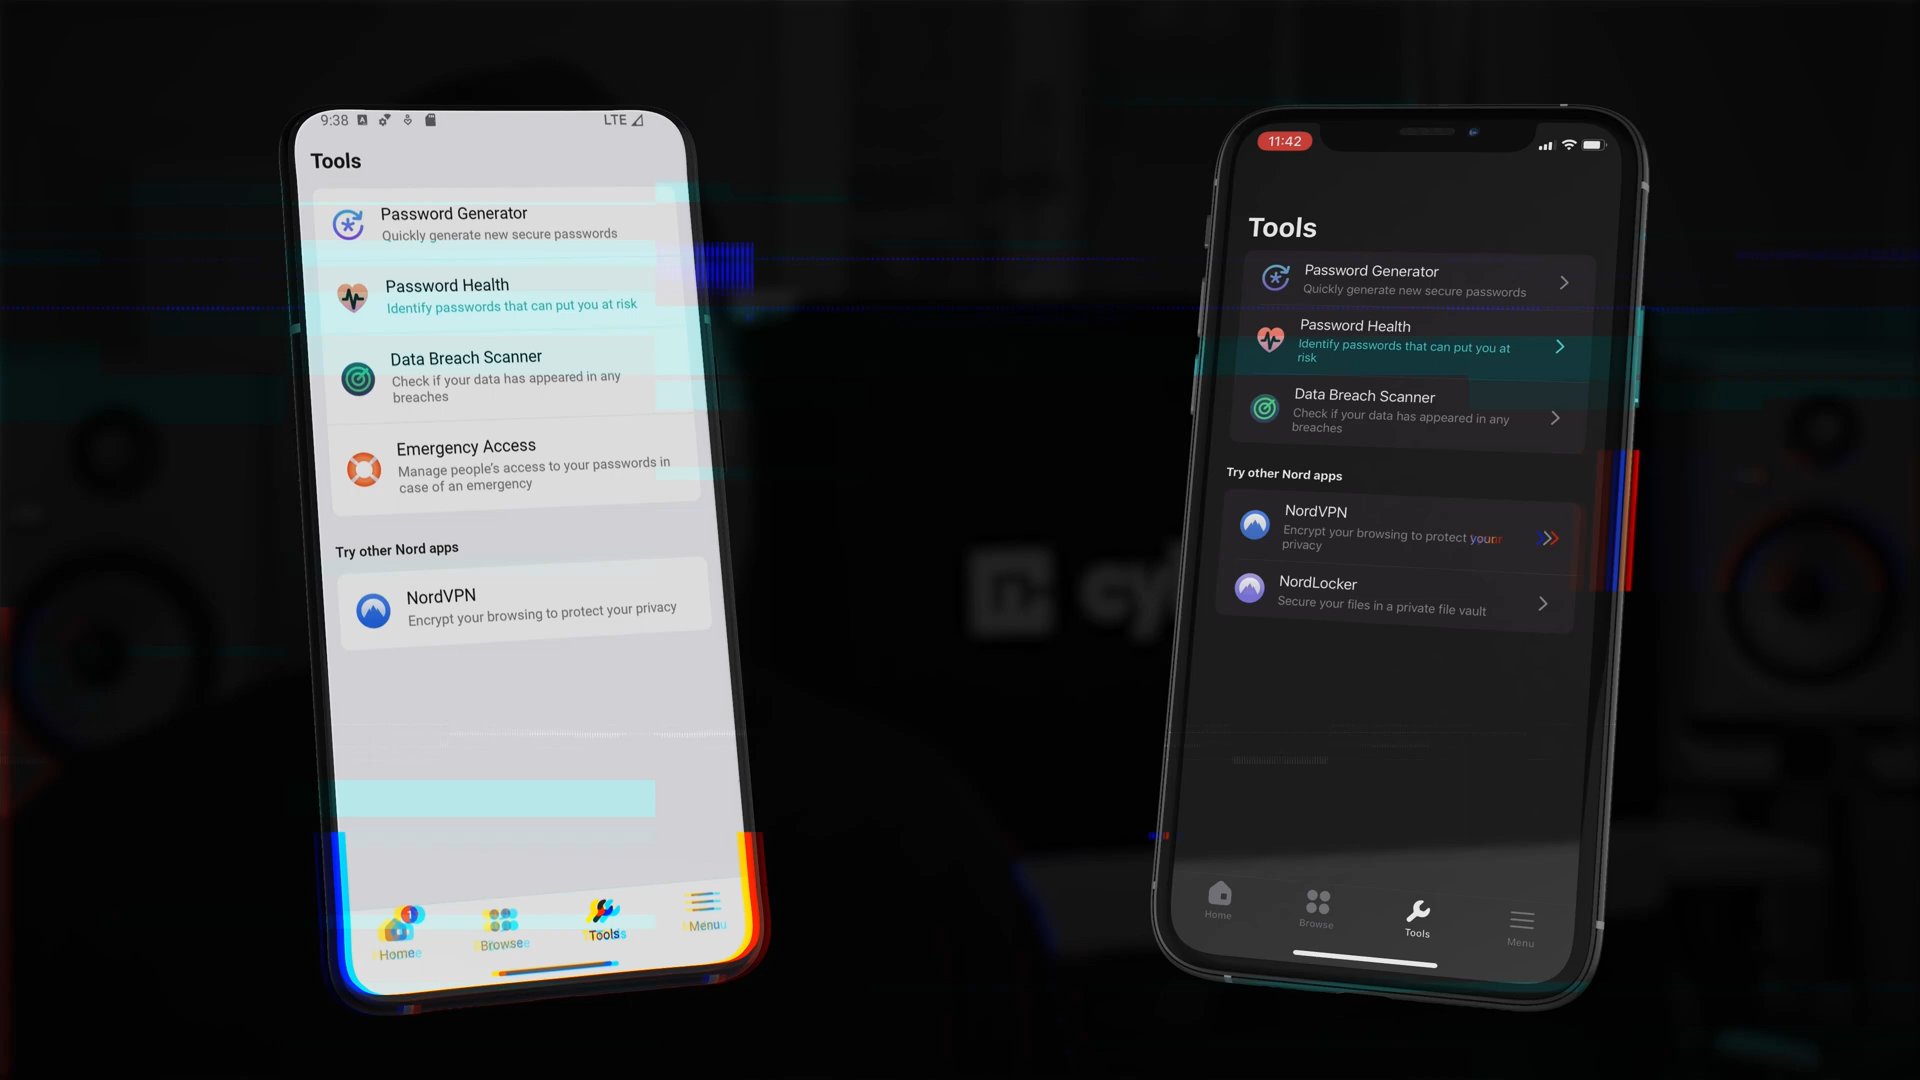 9:38
LTE
Tools
Password Generator
Quickly generate new secure passwords
Password Health
Identify passwords that can put you at risk
Data Breach Scanner
Check if your data has appeared in any
breaches
Emergency Access
Manage people's access to your passwords in
case of an emergency
Try other Nord apps
NordVPN
Encrypt your browsing to protect your privacy
1
Home
Browse
Tools
Menu
cy
11:42
Tools
Password Generator
Quickly generate new secure passwords
Password Health
Identify passwords that can put you at
risk
Data Breach Scanner
Check if your data has appeared in any
breaches
Try other Nord apps
NordVPN
Encrypt your browsing to protect your
privacy
NordLocker
Secure your files in a private file vault
Home
Browse
Tools
Menu